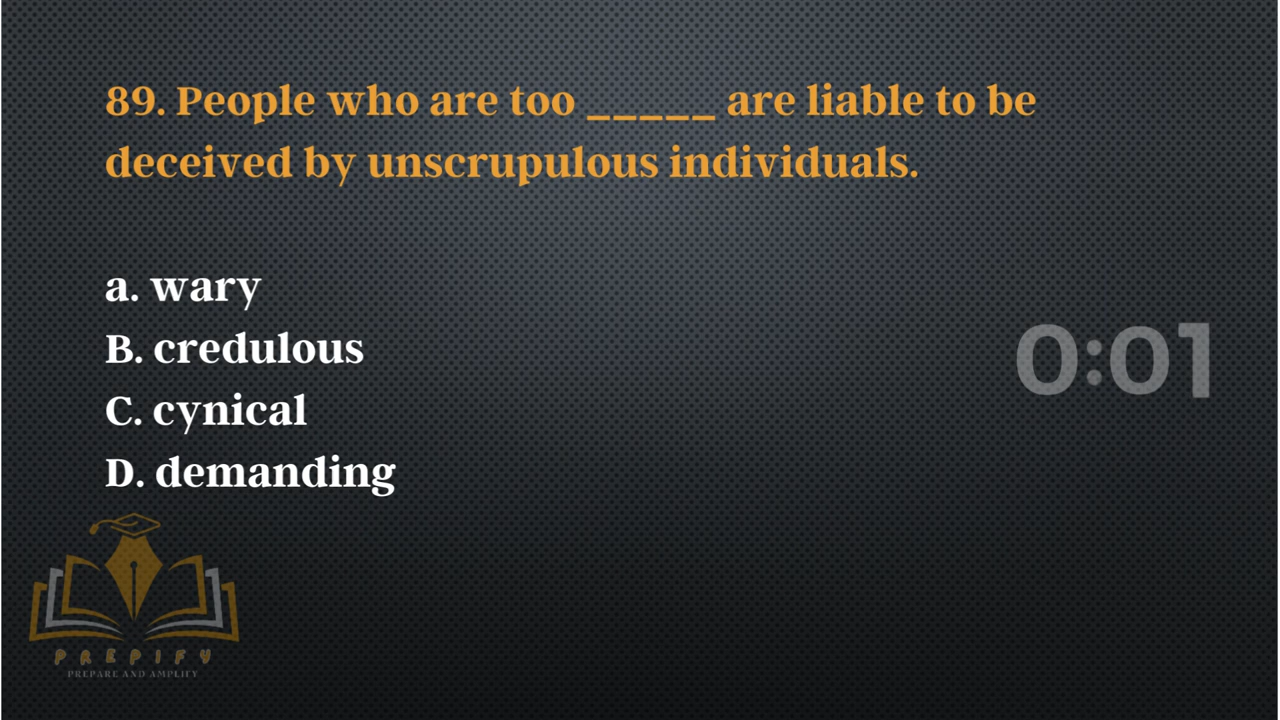 89. People who are too _____ are liable to be
deceived by unscrupulous individuals.
a. wary
B. credulous
C. cynical
D. demanding
0:01
PREPIFY
PREPARE AND AMPLIFY